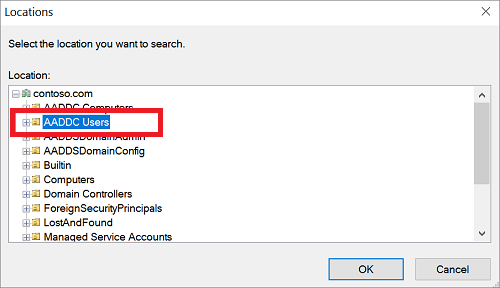 Locations
Select the location you want to search.
Location:
contoso.com
AADDC Computers
AADDC Users
AADDSDomainAdmin
AADDSDomainConfig
Builtin
Computers
Domain Controllers
ForeignSecurityPrincipals
LostAndFound
Managed Service Accounts
OK Cancel